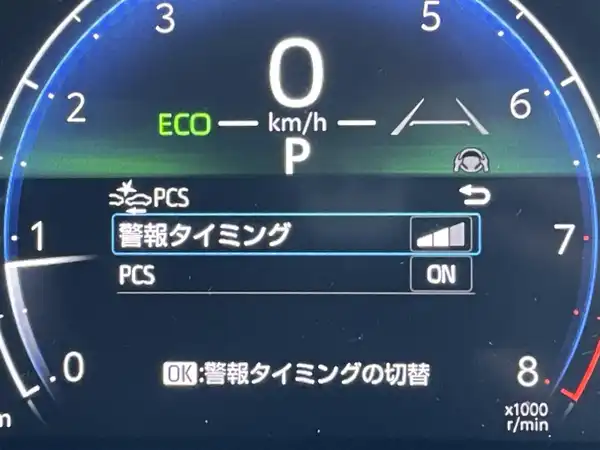 3
5
0
2
6
ECO
km/h
P
PCS
警報タイミング
1
7
PCS
ON
0
OK:警報タイミングの切替
8
x1000
r/min
m